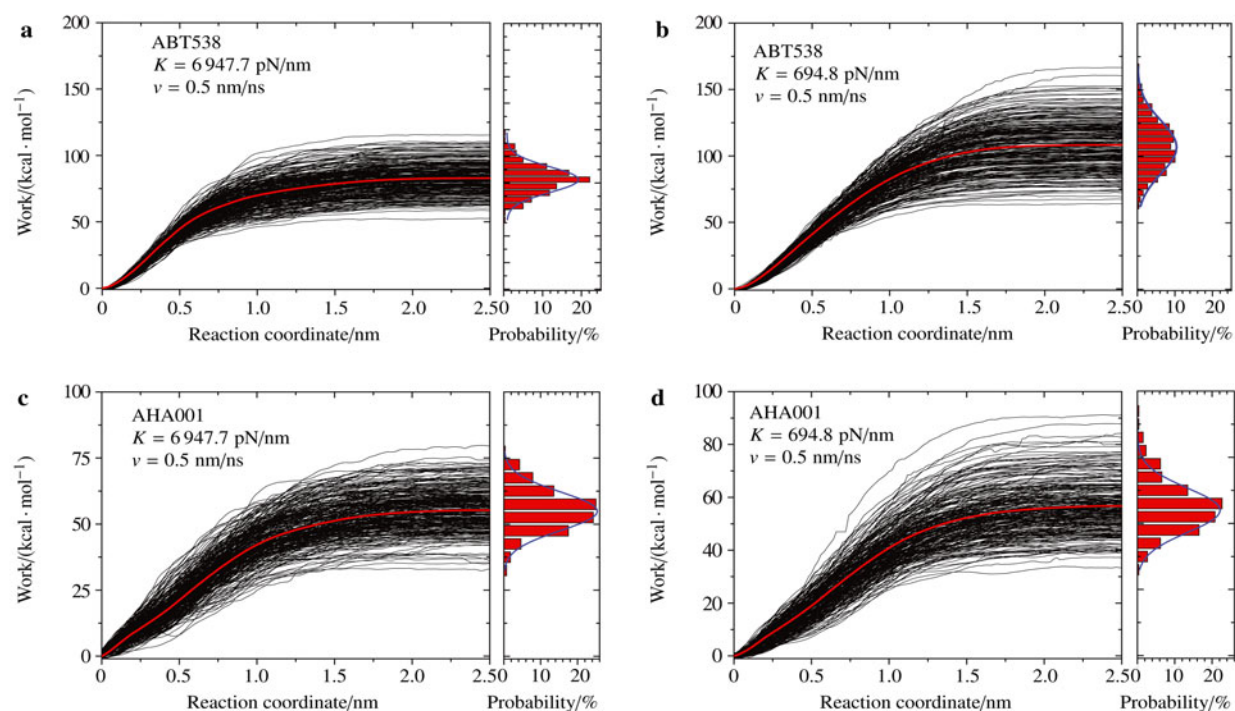 a
ABT538
K = 6 947.7 pN/nm
v = 0.5 nm/ns
Work/(kcal · mol⁻¹)
200
150
100
50
0
0 0.5 1.0 1.5 2.0 2.5
10 20
Reaction coordinate/nm
Probability/%
b
ABT538
K = 694.8 pN/nm
v = 0.5 nm/ns
Work/(kcal · mol⁻¹)
200
150
100
50
0
0 0.5 1.0 1.5 2.0 2.5
10 20
Reaction coordinate/nm
Probability/%
c
AHA001
K = 6 947.7 pN/nm
v = 0.5 nm/ns
Work/(kcal · mol⁻¹)
100
75
50
25
0
0 0.5 1.0 1.5 2.0 2.5
10 20
Reaction coordinate/nm
Probability/%
d
AHA001
K = 694.8 pN/nm
v = 0.5 nm/ns
Work/(kcal · mol⁻¹)
100
80
60
40
20
0
0 0.5 1.0 1.5 2.0 2.5
10 20
Reaction coordinate/nm
Probability/%